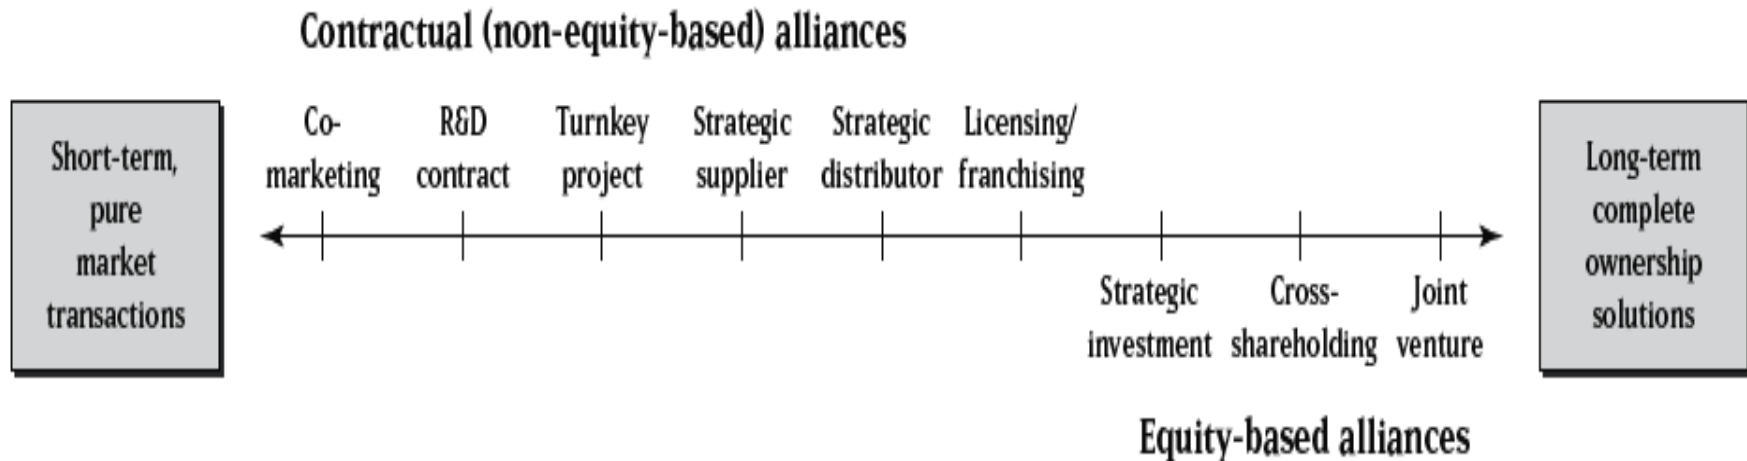 Contractual (non-equity-based) alliances
Short-term,
pure
market
transactions
Co-
marketing
R&D
contract
Turnkey
project
Strategic
supplier
Strategic
distributor
Licensing/
franchising
Strategic
investment
Cross-
shareholding
Joint
venture
Long-term
complete
ownership
solutions
Equity-based alliances